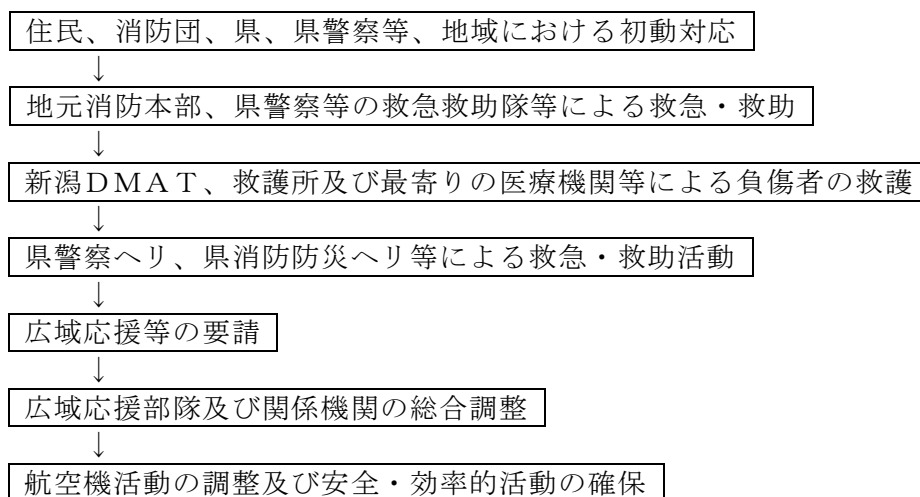 住民、消防団、県、県警察等、地域における初動対応
↓
地元消防本部、県警察等の救急救助隊等による救急・救助
↓
新潟DMAT、救護所及び最寄りの医療機関等による負傷者の救護
↓
県警察ヘリ、県消防防災ヘリ等による救急・救助活動
↓
広域応援等の要請
↓
広域応援部隊及び関係機関の総合調整
↓
航空機活動の調整及び安全・効率的活動の確保